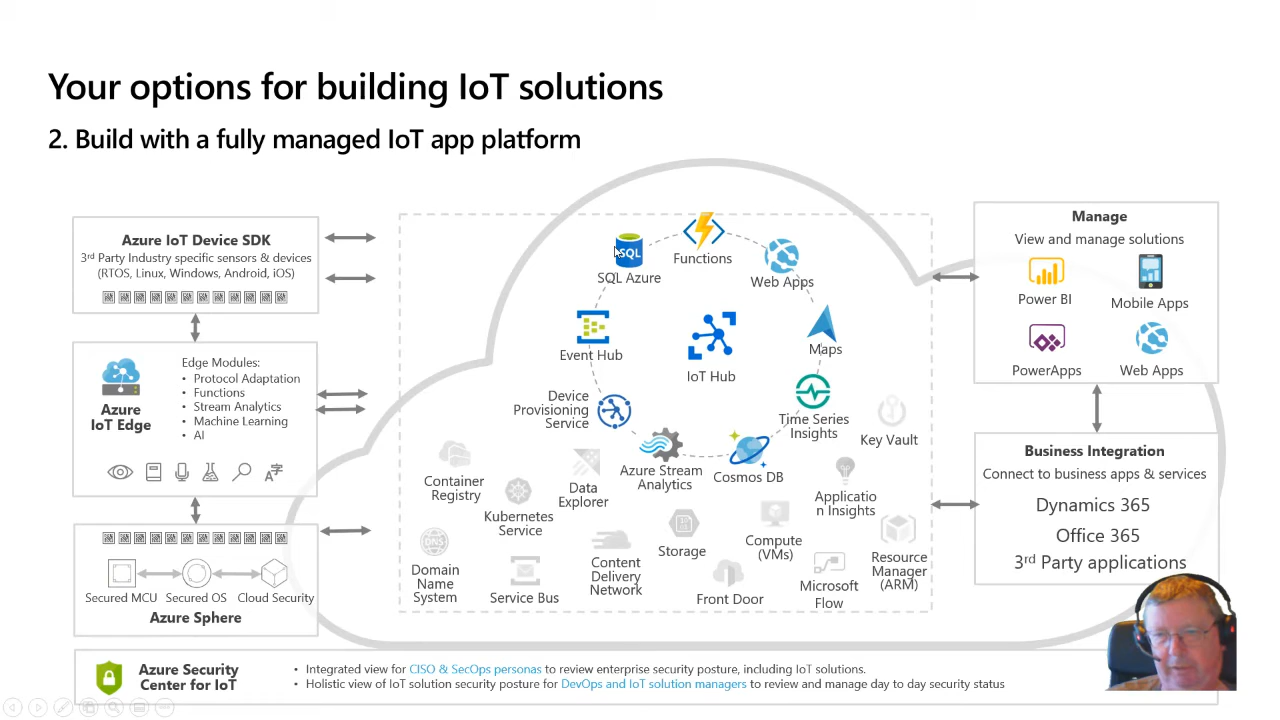 Your options for building IoT solutions
2. Build with a fully managed IoT app platform
Azure IoT Device SDK
3rd Party Industry specific sensors & devices
(RTOS, Linux, Windows, Android, iOS)
Azure
IoT Edge
Edge Modules:
• Protocol Adaptation
• Functions
• Stream Analytics
• Machine Learning
• AI
Secured MCU
Secured OS
Cloud Security
Azure Sphere
SQL
SQL Azure
Functions
Web Apps
Event Hub
IoT Hub
Maps
Device
Provisioning
Service
Time Series
Insights
Azure Stream
Analytics
Cosmos DB
Key Vault
Container
Registry
Kubernetes
Service
Data
Explorer
Applicatio
n Insights
DNS
Domain
Name
System
Service Bus
Content
Delivery
Network
Storage
Compute
(VMs)
Front Door
Microsoft
Flow
Resource
Manager
(ARM)
Manage
View and manage solutions
Power BI
Mobile Apps
PowerApps
Web Apps
Business Integration
Connect to business apps & services
Dynamics 365
Office 365
3rd Party applications
Azure Security
Center for IoT
• Integrated view for CISO & SecOps personas to review enterprise security posture, including IoT solutions.
• Holistic view of IoT solution security posture for DevOps and IoT solution managers to review and manage day to day security status